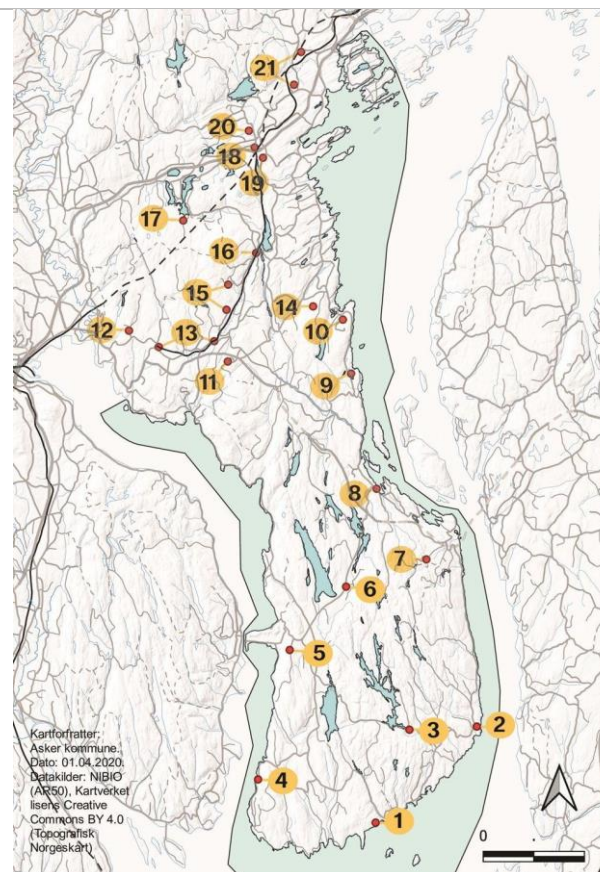 21
20
18
19
17
16
15
14
12
13
10
11
9
8
7
6
5
2
3
4
1
Kartforfratter:
Asker kommune.
Dato: 01.04.2020.
Datakilder: NIBIO
(AR50), Kartverket
lisens Creative
Commons BY 4.0
(Topografisk
Norgeskart)
0